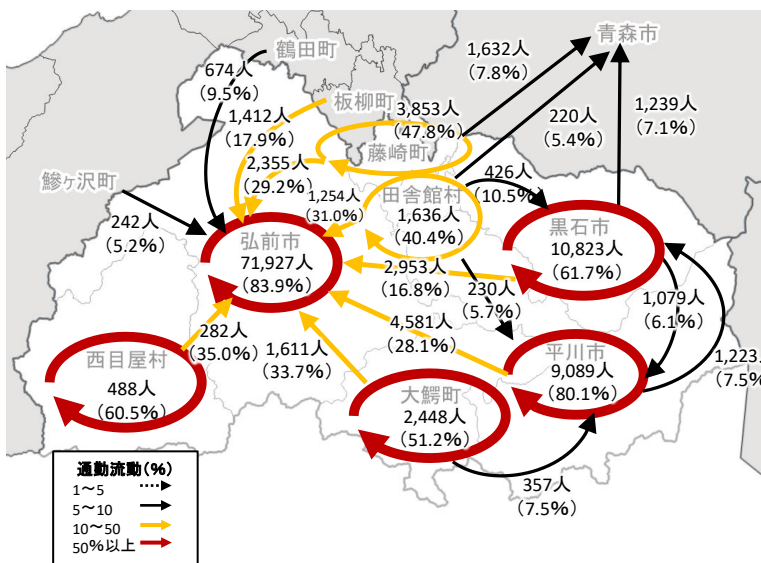 鶴田町
青森市
674人
(9.5%)
1,632人
(7.8%)
板柳町
1,412人
(17.9%)
3,853人
(47.8%)
220人
(5.4%)
1,239人
(7.1%)
藤崎町
2,355人
(29.2%)
鰺ヶ沢町
426人
(10.5%)
1,254人
(31.0%)
田舎館村
1,636人
(40.4%)
242人
(5.2%)
弘前市
71,927人
(83.9%)
黒石市
10,823人
(61.7%)
2,953人
(16.8%)
230人
(5.7%)
1,079人
(6.1%)
282人
(35.0%)
4,581人
(28.1%)
1,611人
(33.7%)
西目屋村
488人
(60.5%)
平川市
9,089人
(80.1%)
1,223人
(7.5%)
大鰐町
2,448人
(51.2%)
357人
(7.5%)
通勤流動(%)
1～5
5～10
10～50
50%以上